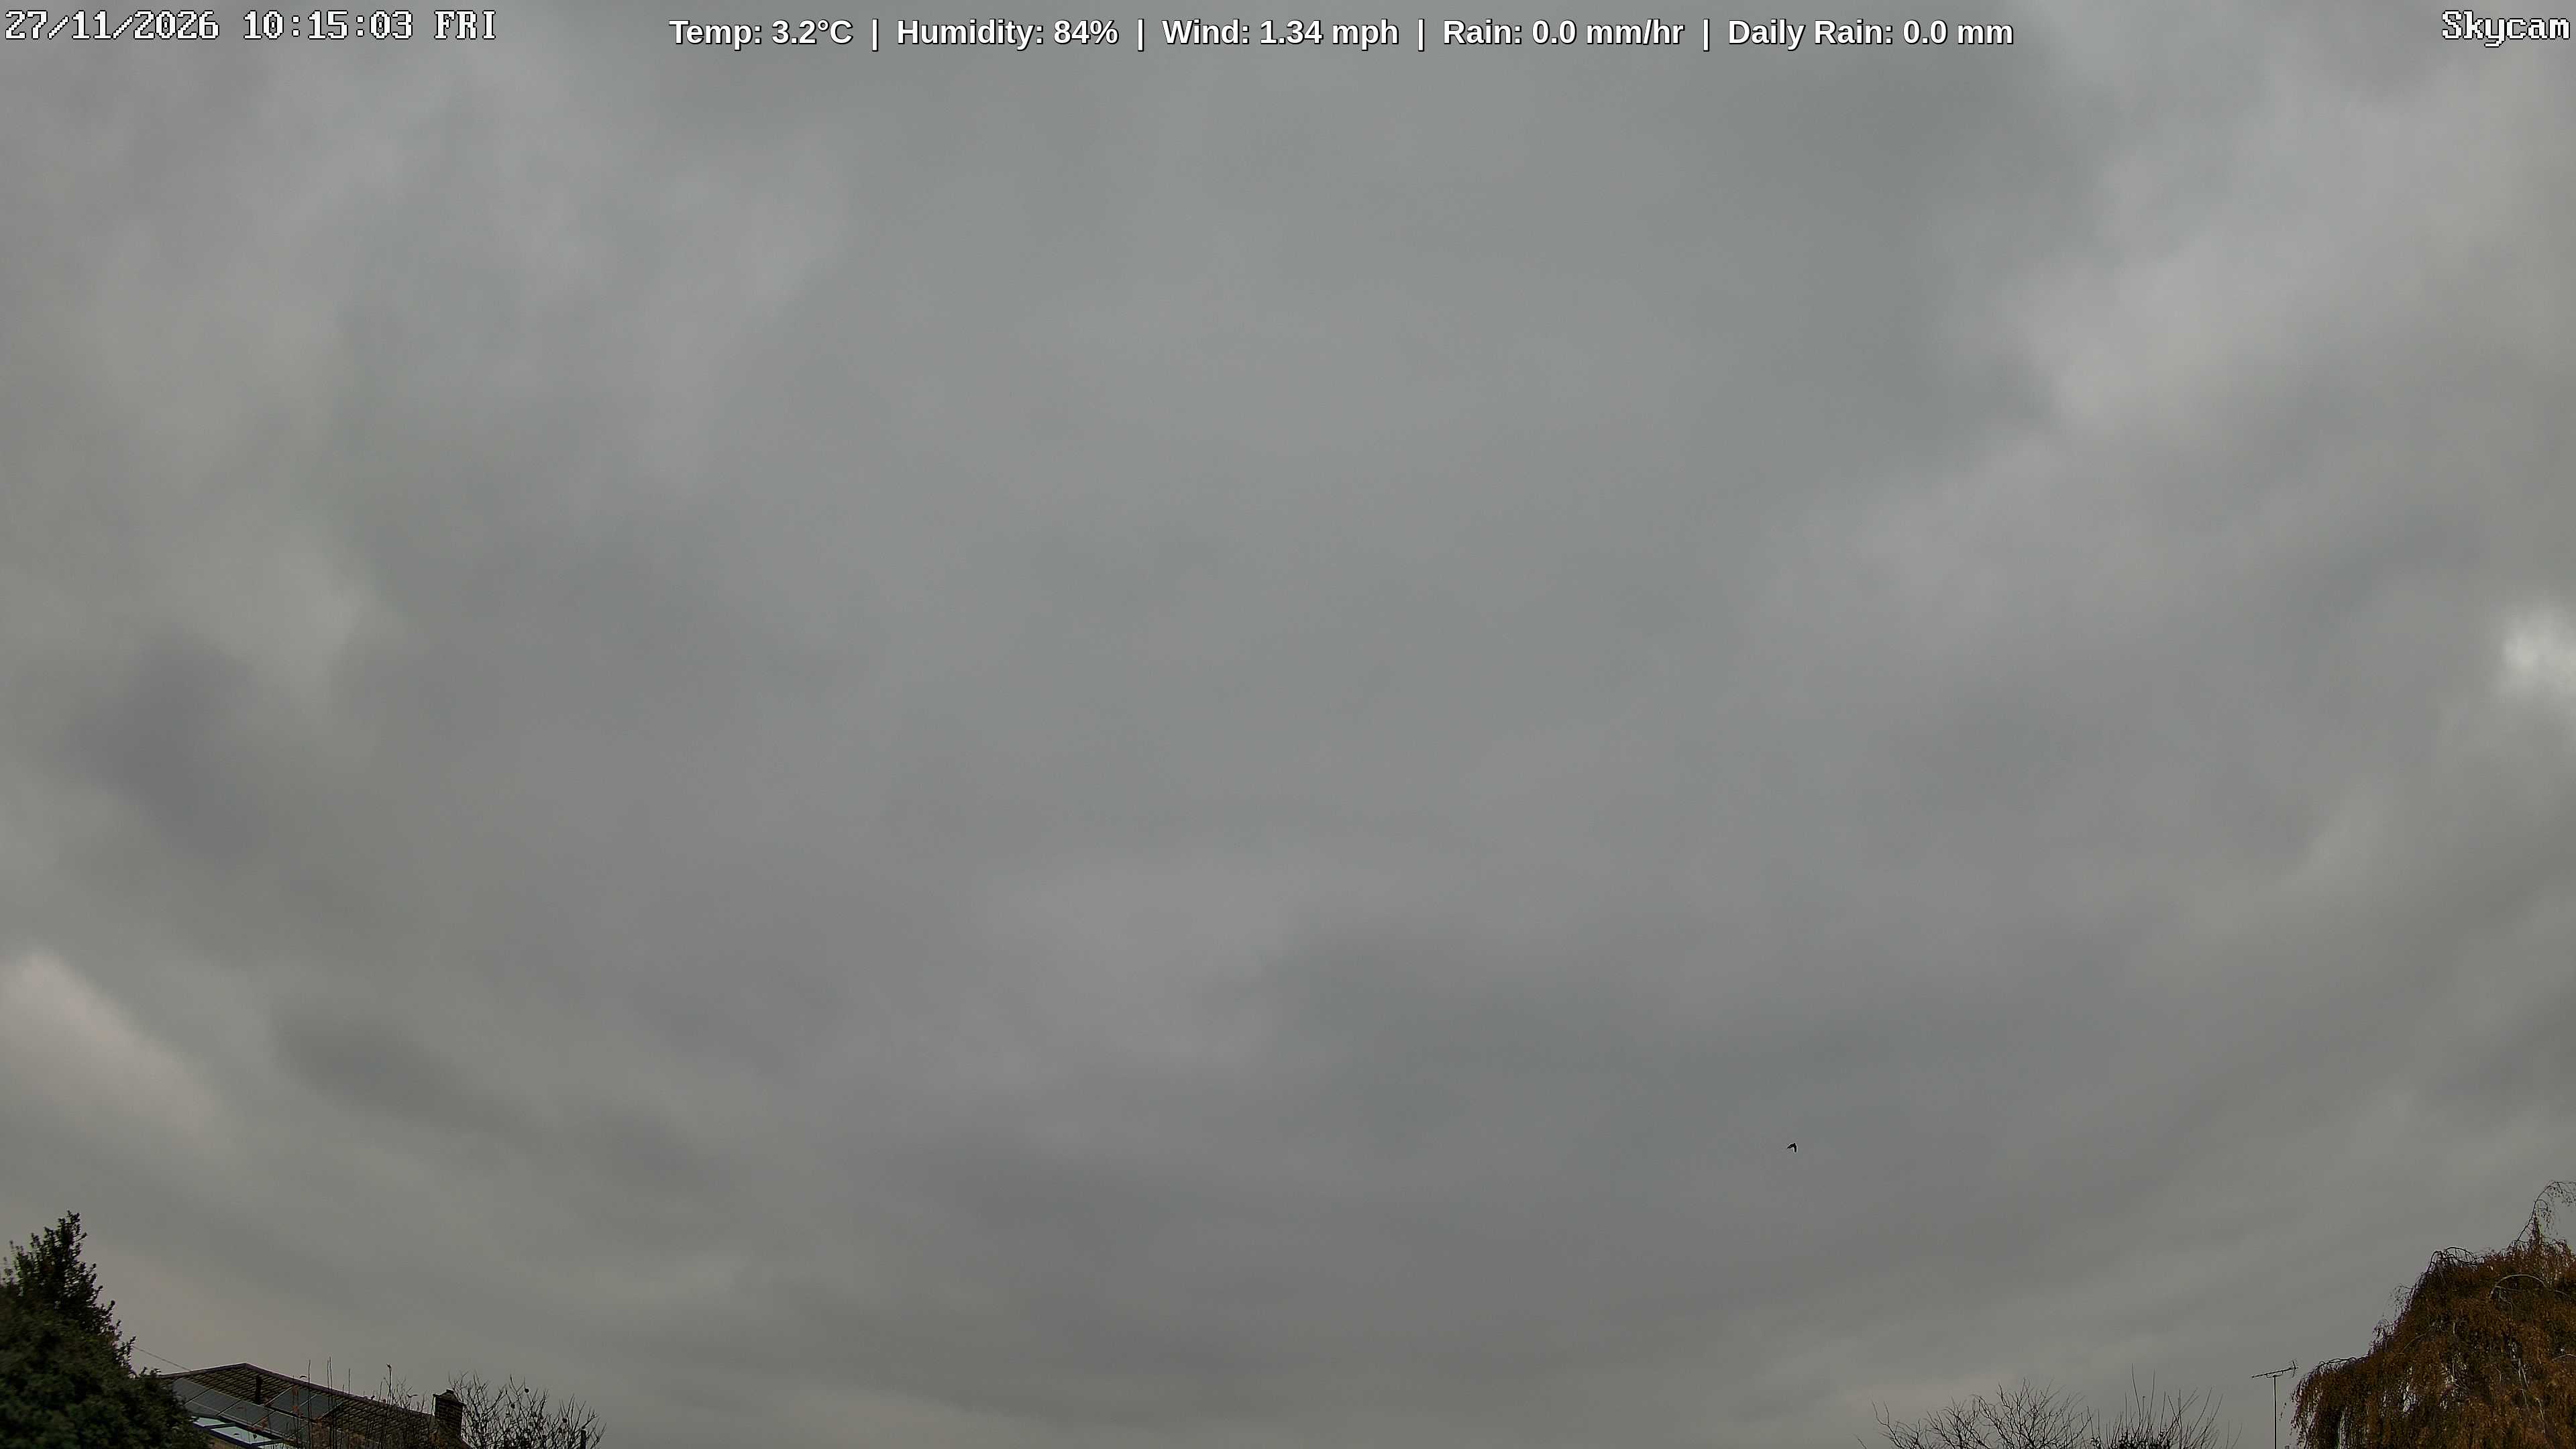 27/11/2026 10:15:03 FRI
Temp: 3.2°C | Humidity: 84% | Wind: 1.34 mph | Rain: 0.0 mm/hr | Daily Rain: 0.0 mm
Skycam